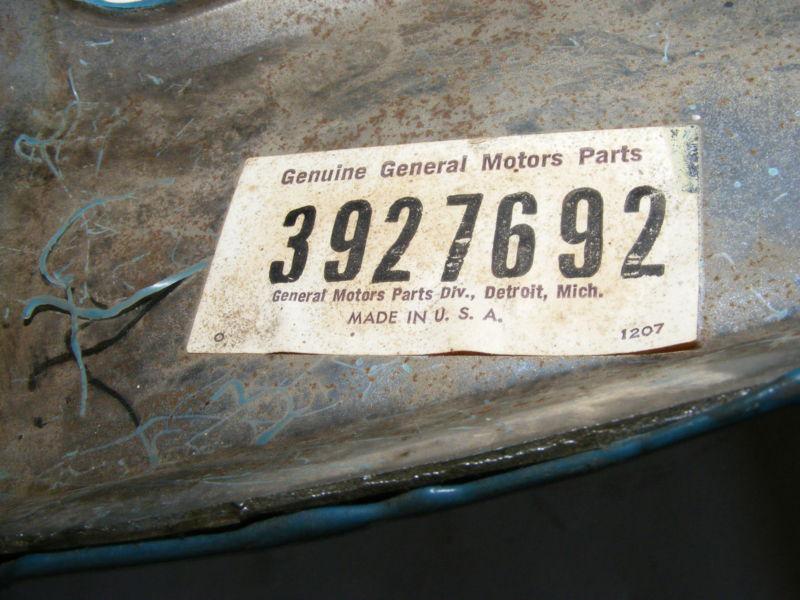 Genuine General Motors Parts
3927692
General Motors Parts Div., Detroit, Mich.
MADE IN U. S. A.
O 1207